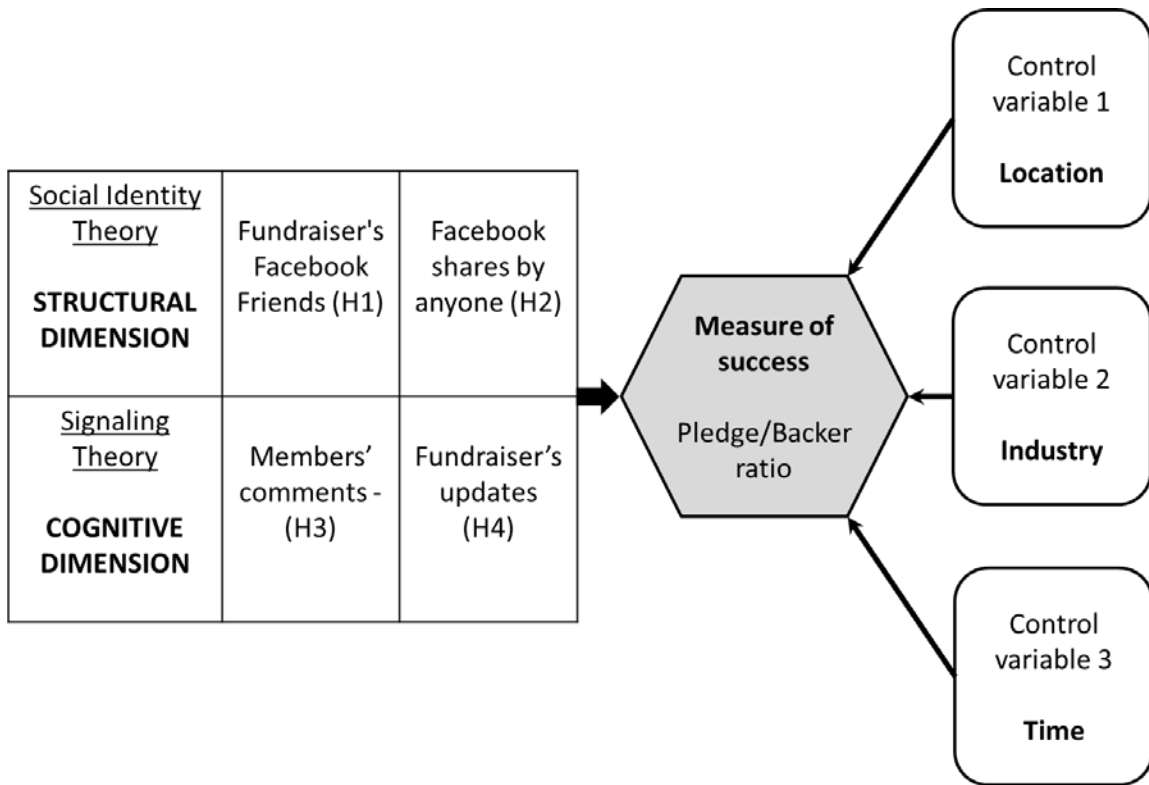 Social Identity
Theory
STRUCTURAL
DIMENSION
Fundraiser's
Facebook
Friends (H1)
Facebook
shares by
anyone (H2)
Signaling
Theory
COGNITIVE
DIMENSION
Members’
comments -
(H3)
Fundraiser’s
updates
(H4)
Measure of
success
Pledge/Backer
ratio
Control
variable 1
Location
Control
variable 2
Industry
Control
variable 3
Time